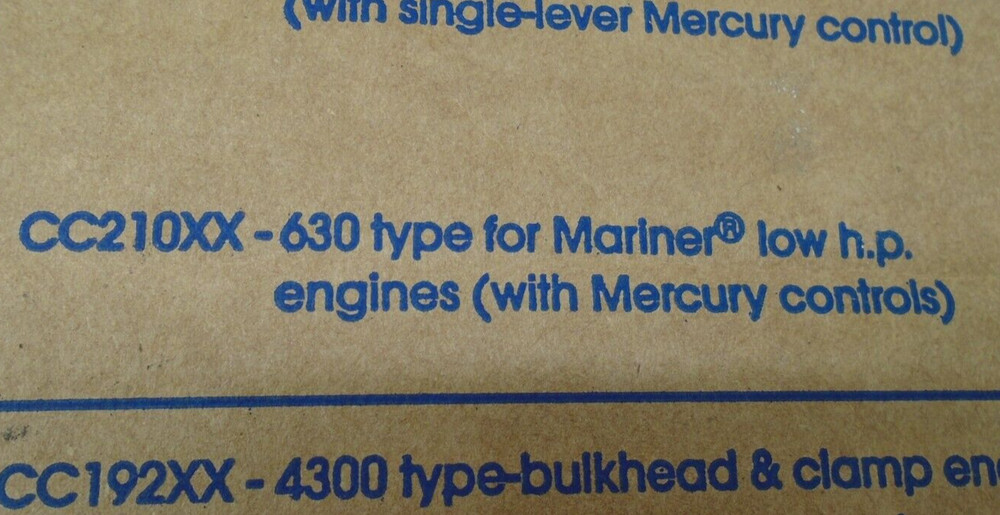 (with single-lever Mercury control)
CC210XX - 630 type for Mariner® low h.p.
engines (with Mercury controls)
CC192XX - 4300 type-bulkhead & clamp